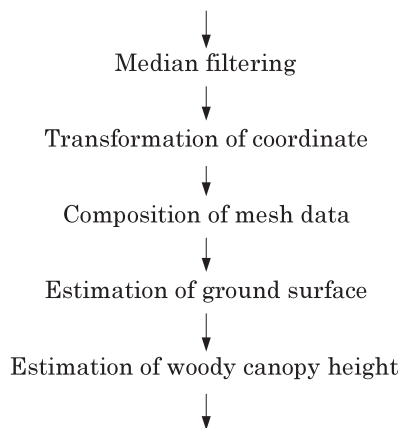 Median filtering
Transformation of coordinate
Composition of mesh data
Estimation of ground surface
Estimation of woody canopy height